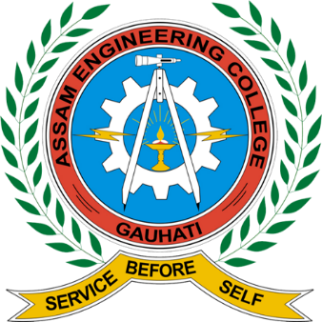 ASSAM ENGINEERING COLLEGE
GAUHATI
SERVICE BEFORE SELF